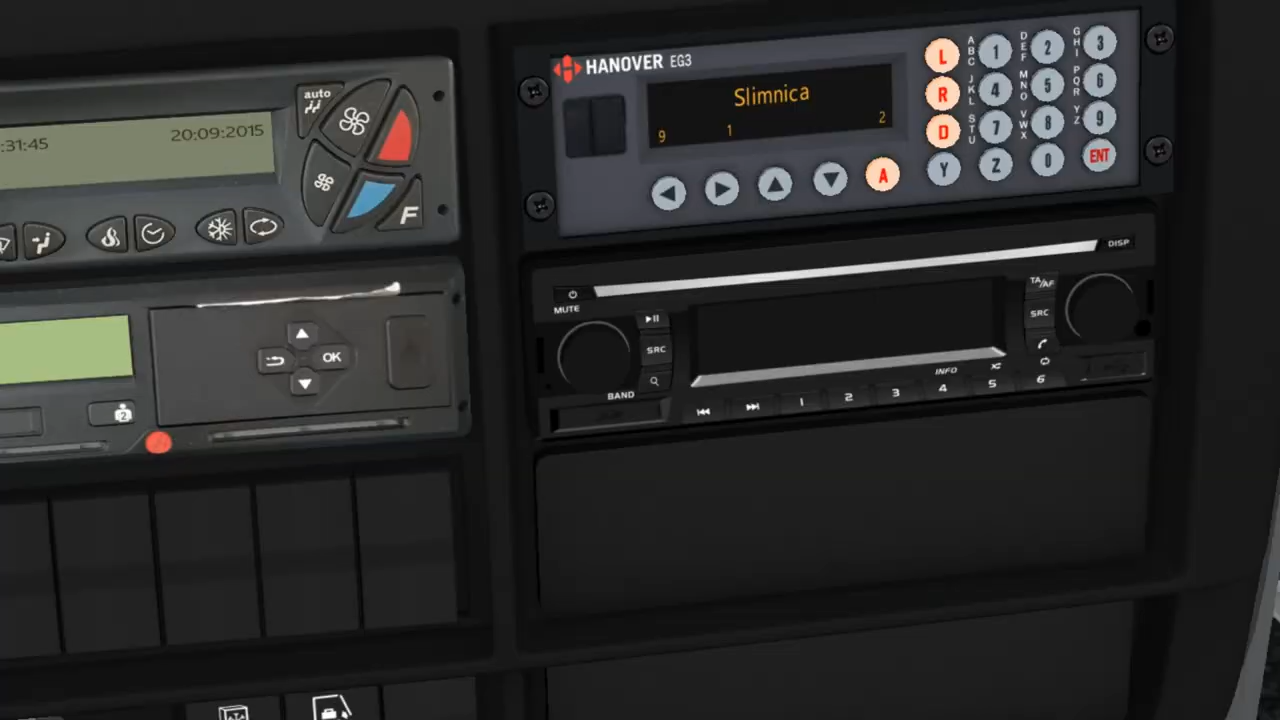 :31:45 20:09:2015
auto
F
OK
2
HANOVER EG3
Slimnica
9 1 2
L
R
D
A
ABC 1 DEF 2 GHI 3
JKL 4 MNO 5 PQR 6
STU 7 VWX 8 YZ 9
Y Z 0 ENT
DISP
MUTE
SRC
BAND
TA/AF
SRC
INFO
1 2 3 4 5 6